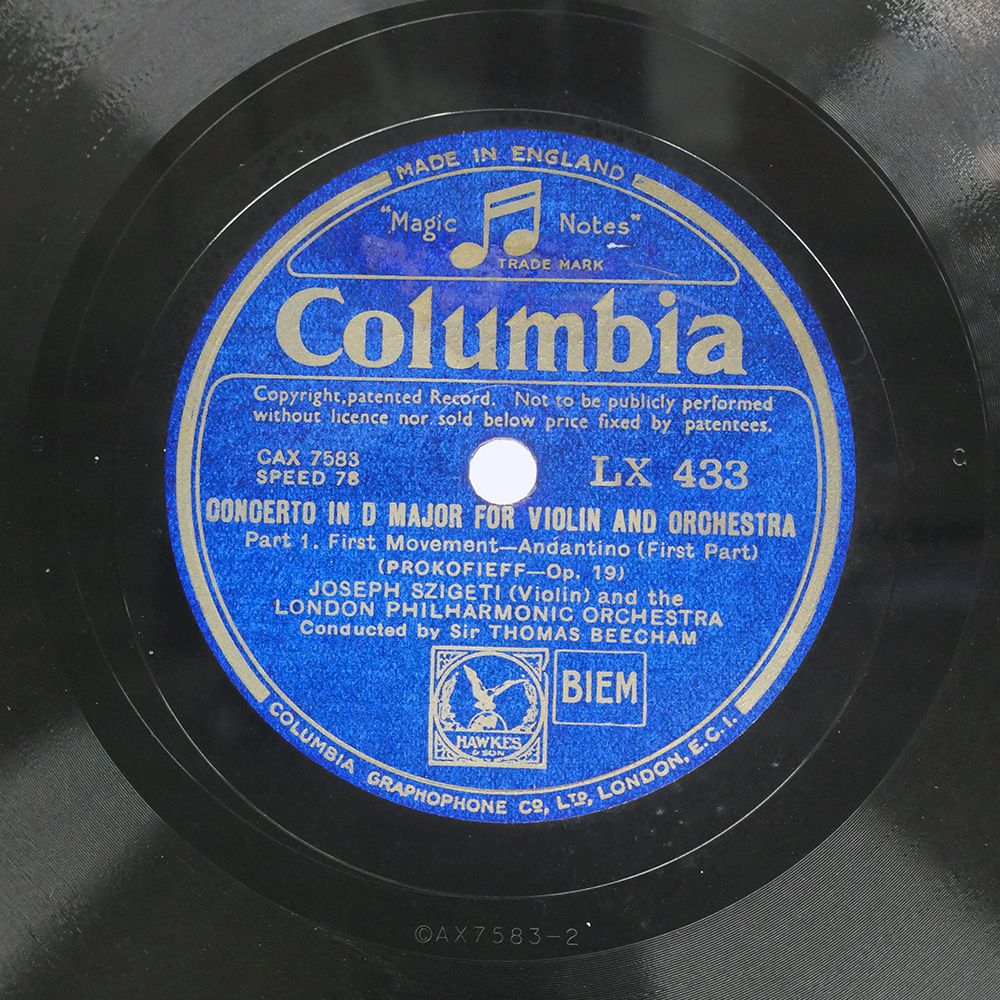 MADE IN ENGLAND
"Magic Notes"
TRADE MARK
Columbia
Copyright, patented Record. Not to be publicly performed
without licence nor sold below price fixed by patentees.
CAX 7583
SPEED 78
LX 433
CONCERTO IN D MAJOR FOR VIOLIN AND ORCHESTRA
Part 1. First Movement—Andantino (First Part)
(PROKOFIEFF—Op. 19)
JOSEPH SZIGETI (Violin) and the
LONDON PHILHARMONIC ORCHESTRA
Conducted by Sir THOMAS BEECHAM
HAWKES
& SON
BIEM
COLUMBIA GRAPHOPHONE CO, LTD, LONDON, E.C.1.
CAX7583-2
C